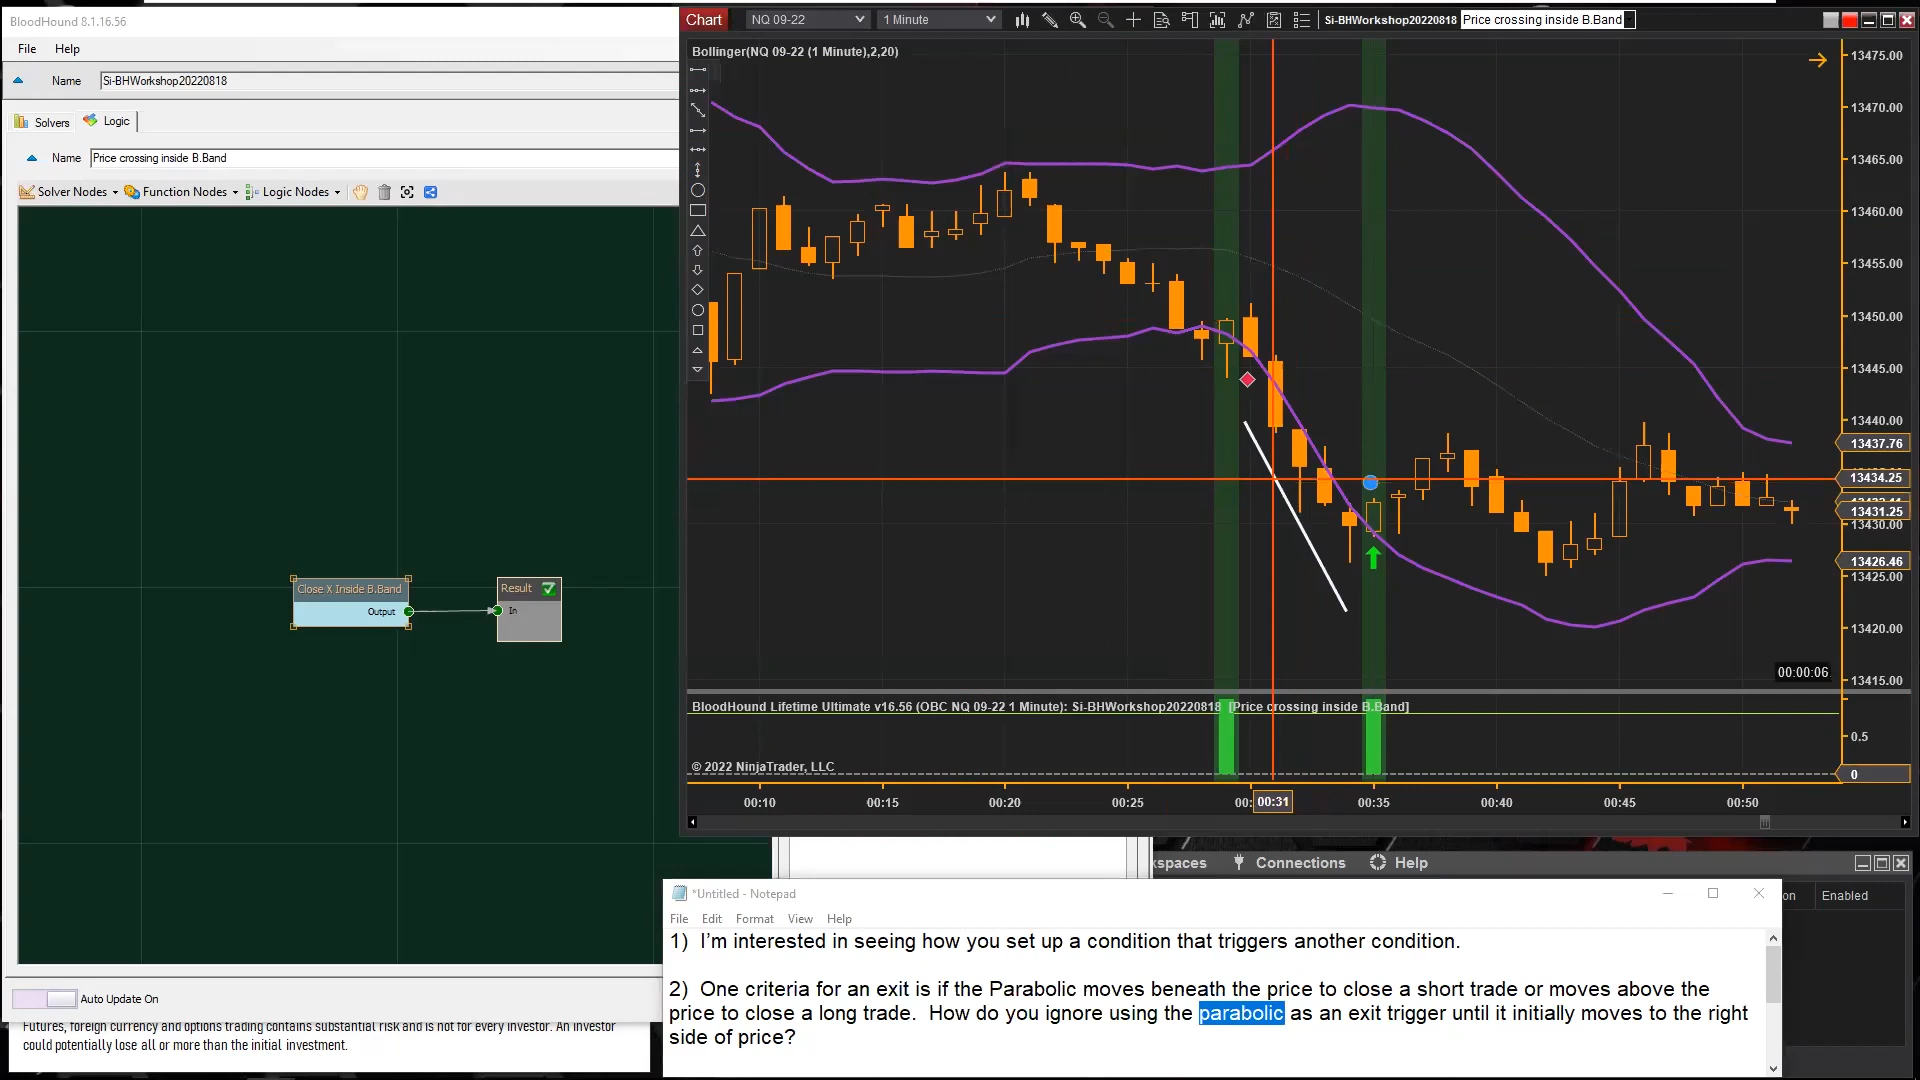 BloodHound 8.1.16.56
File Help
Name Si-BHWorkshop20220818
Solvers Logic
Name Price crossing inside B.Band
Solver Nodes Function Nodes Logic Nodes
Close X Inside B.Band
Output
Result
In
Auto Update On
Futures, foreign currency and options trading contains substantial risk and is not for every investor. An investor
could potentially lose all or more than the initial investment.
Chart NQ 09-22 1 Minute Si-BHWorkshop20220818 Price crossing inside B.Band
Bollinger(NQ 09-22 (1 Minute),2,20)
13475.00
13470.00
13465.00
13460.00
13455.00
13450.00
13445.00
13440.00
13437.76
13434.25
13431.25
13430.00
13426.46
13425.00
13420.00
13415.00
00:00:06
BloodHound Lifetime Ultimate v16.56 (OBC NQ 09-22 1 Minute): Si-BHWorkshop20220818 [Price crossing inside B.Band]
0.5
© 2022 NinjaTrader, LLC
0
00:10 00:15 00:20 00:25 00:31 00:35 00:40 00:45 00:50
kspaces Connections Help
on Enabled
*Untitled - Notepad
File Edit Format View Help
1) I'm interested in seeing how you set up a condition that triggers another condition.
2) One criteria for an exit is if the Parabolic moves beneath the price to close a short trade or moves above the
price to close a long trade. How do you ignore using the parabolic as an exit trigger until it initially moves to the right
side of price?